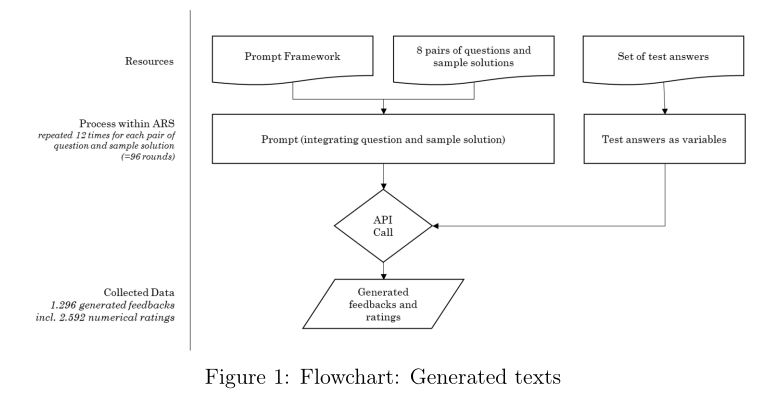 Resources
Prompt Framework
8 pairs of questions and
sample solutions
Set of test answers
Process within ARS
repeated 12 times for each pair of
question and sample solution
(=96 rounds)
Prompt (integrating question and sample solution)
Test answers as variables
API
Call
Collected Data
1.296 generated feedbacks
incl. 2.592 numerical ratings
Generated
feedbacks and
ratings
Figure 1: Flowchart: Generated texts